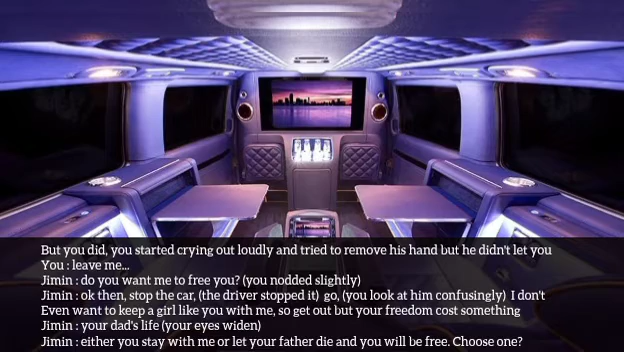 But you did, you started crying out loudly and tried to remove his hand but he didn't let you
You : leave me...
Jimin : do you want me to free you? (you nodded slightly)
Jimin : ok then, stop the car, (the driver stopped it)  go, (you look at him confusingly)  I don't
Even want to keep a girl like you with me, so get out but your freedom cost something
Jimin : your dad's life (your eyes widen)
Jimin : either you stay with me or let your father die and you will be free. Choose one?